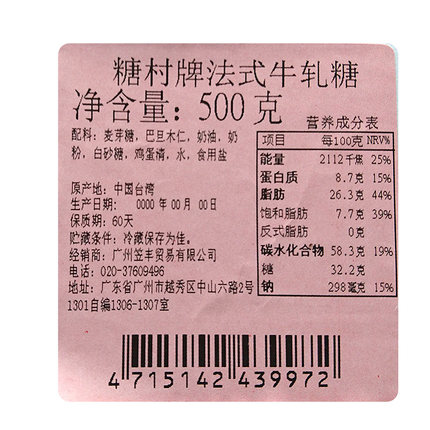 糖村牌法式牛轧糖
净含量：500 克
配料：麦芽糖，巴旦木仁，奶油，奶
粉，白砂糖，鸡蛋清，水，食用盐
原产地：中国台湾
生产日期：0000 年 00 月 00日
保质期：60天
贮藏条件：冷藏保存为佳。
经销商：广州笠丰贸易有限公司
电话：020-37609496
地址：广东省广州市越秀区中山六路2号
1301自编1306-1307室
营养成分表
项目 每100克 NRV%
能量 2112千焦 25%
蛋白质 8.7克 15%
脂肪 26.3克 44%
饱和脂肪 7.7克 39%
反式脂肪 0克
碳水化合物 58.3克 19%
糖 32.2克
钠 298毫克 15%
4 715142 439972